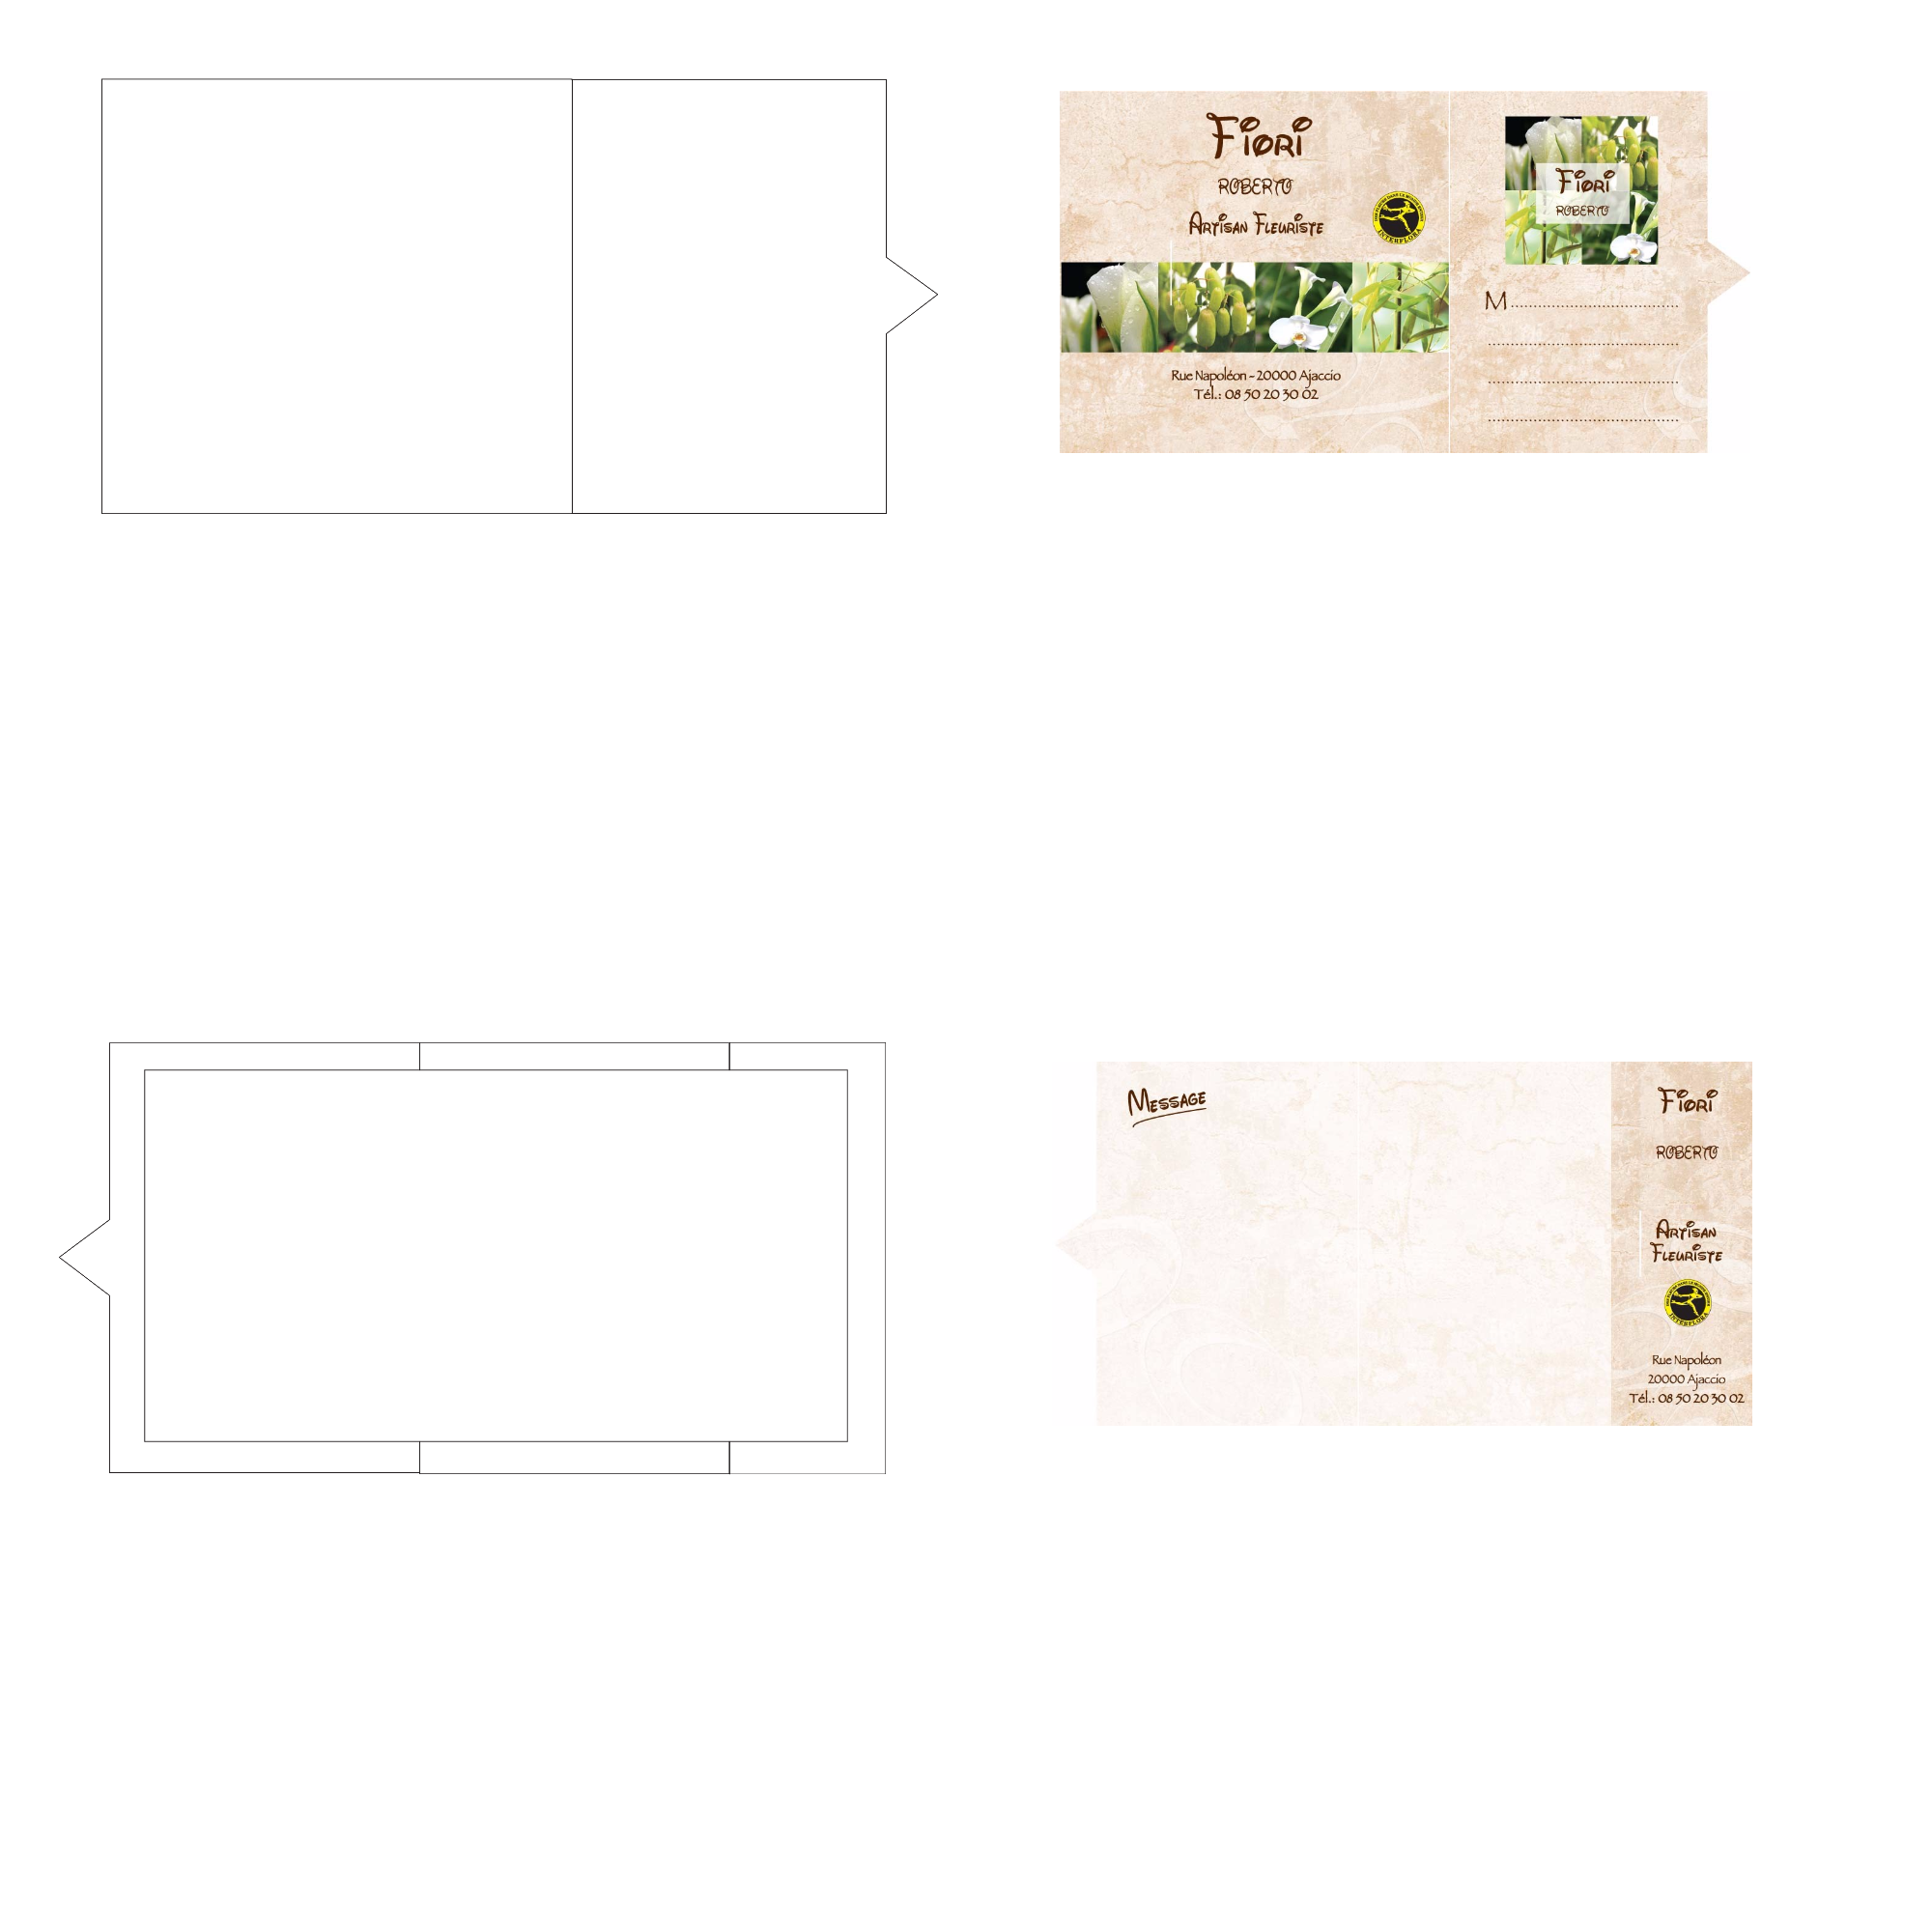 Fiori
ROBERTO
Artisan Fleuriste
INTERFLORA
Rue Napoléon - 20000 Ajaccio
Tél.: 08 50 20 30 02
Fiori
ROBERTO
M
Message
Fiori
ROBERTO
Artisan
Fleuriste
INTERFLORA
Rue Napoléon
20000 Ajaccio
Tél.: 08 50 20 30 02